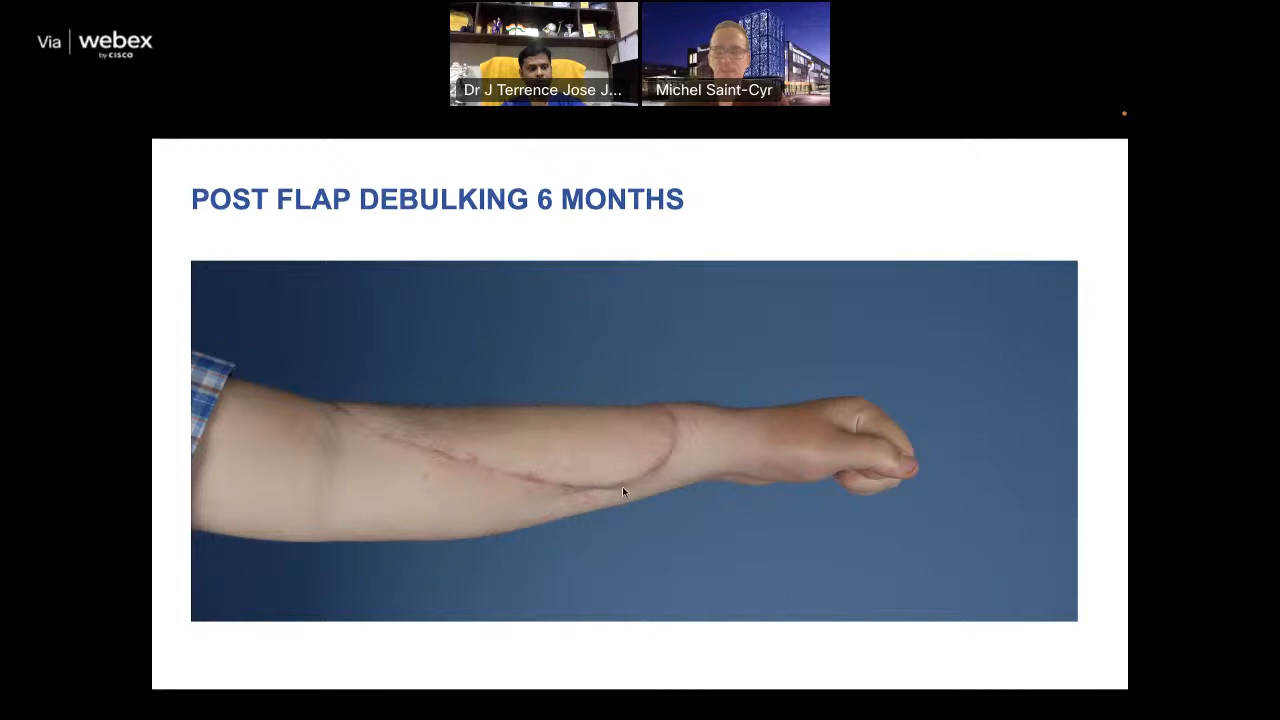 Via | webex
by CISCO
Dr J Terrence Jose J...
Michel Saint-Cyr
POST FLAP DEBULKING 6 MONTHS